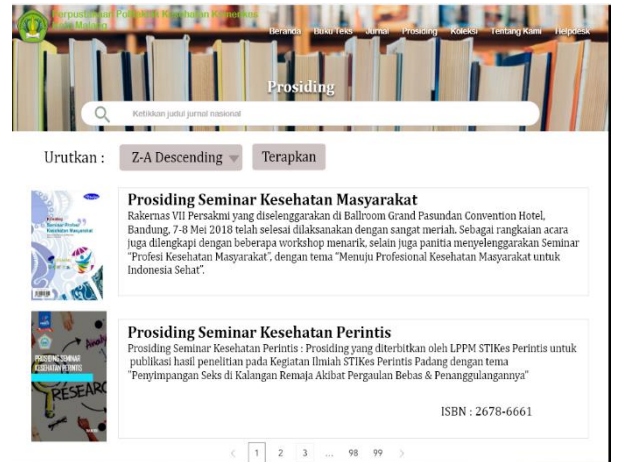 Perpustakaan Politeknik Kesehatan Kemenkes
Malang
Beranda Buku Teks Jurnal Prosiding Koleksi Tentang Kami Helpdesk
Prosiding
Ketikkan judul jurnal nasional
Urutkan : Z-A Descending Terapkan
Prosiding Seminar Kesehatan Masyarakat
Rakernas VII Persakmi yang diselenggarakan di Ballroom Grand Pasundan Convention Hotel,
Bandung, 7-8 Mei 2018 telah selesai dilaksanakan dengan sangat meriah. Sebagai rangkaian acara
juga dilengkapi dengan beberapa workshop menarik, selain juga panitia menyelenggarakan Seminar
"Profesi Kesehatan Masyarakat", dengan tema "Menuju Profesional Kesehatan Masyarakat untuk
Indonesia Sehat".
PROSIDING SEMINAR
KESEHATAN PERINTIS
RESEARC
Prosiding Seminar Kesehatan Perintis
Prosiding Seminar Kesehatan Perintis : Prosiding yang diterbitkan oleh LPPM STIKes Perintis untuk
publikasi hasil penelitian pada Kegiatan Ilmiah STIKes Perintis Padang dengan tema
"Penyimpangan Seks di Kalangan Remaja Akibat Pergaulan Bebas & Penanggulangannya"
ISBN : 2678-6661
< 1 2 3 ... 98 99 >